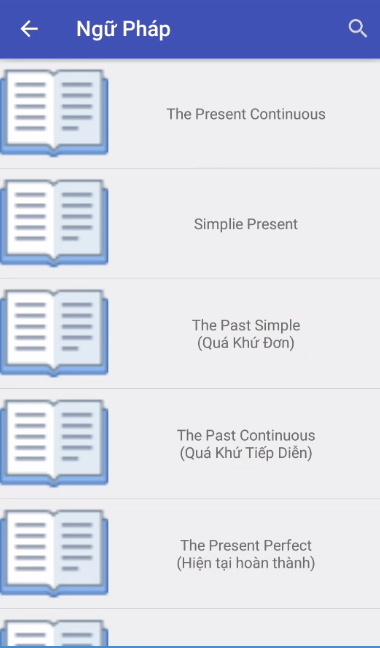 Ngữ Pháp
The Present Continuous
Simplie Present
The Past Simple
(Quá Khứ Đơn)
The Past Continuous
(Quá Khứ Tiếp Diễn)
The Present Perfect
(Hiện tại hoàn thành)